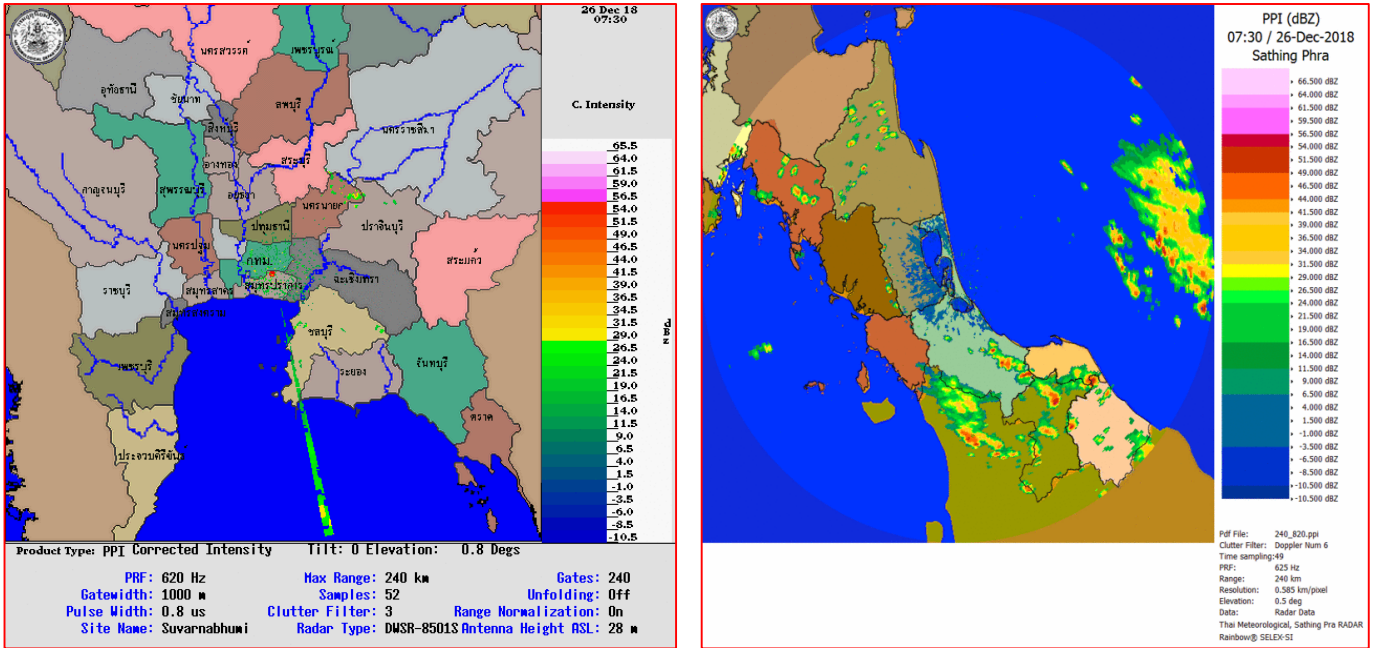 26 Dec 18
07:30
C. Intensity
65.5
64.0
61.5
59.0
56.5
54.0
51.5
49.0
46.5
44.0
41.5
39.0
36.5
34.0
31.5
29.0
26.5
24.0
21.5
19.0
16.5
14.0
11.5
9.0
6.5
4.0
1.5
-1.0
-3.5
-6.0
-8.5
-10.5
นครสวรรค์
เพชรบูรณ์
อุทัยธานี
ชัยนาท
ลพบุรี
สิงห์บุรี
นครราชสีมา
อ่างทอง
สระบุรี
กาญจนบุรี
สุพรรณบุรี
อยุธยา
นครนายก
ปทุมธานี
ปราจีนบุรี
นครปฐม
กทม.
สระแก้ว
ฉะเชิงเทรา
ราชบุรี
สมุทรสาคร
สมุทรปราการ
สมุทรสงคราม
ชลบุรี
เพชรบุรี
ระยอง
จันทบุรี
ตราด
ประจวบคีรีขันธ์
Product Type: PPI Corrected Intensity Tilt: 0 Elevation: 0.8 Degs
PRF: 620 Hz Max Range: 240 km Gates: 240
Gatewidth: 1000 m Samples: 52 Unfolding: Off
Pulse Width: 0.8 us Clutter Filter: 3 Range Normalization: On
Site Name: Suvarnabhumi Radar Type: DWSR-8501S Antenna Height ASL: 28 m
PPI (dBZ)
07:30 / 26-Dec-2018
Sathing Phra
66.500 dBZ
64.000 dBZ
61.500 dBZ
59.500 dBZ
56.500 dBZ
54.000 dBZ
51.500 dBZ
49.000 dBZ
46.500 dBZ
44.000 dBZ
41.500 dBZ
39.000 dBZ
36.500 dBZ
34.000 dBZ
31.500 dBZ
29.000 dBZ
26.500 dBZ
24.000 dBZ
21.500 dBZ
19.000 dBZ
16.500 dBZ
14.000 dBZ
11.500 dBZ
9.000 dBZ
6.500 dBZ
4.000 dBZ
1.500 dBZ
-1.000 dBZ
-3.500 dBZ
-6.500 dBZ
-8.500 dBZ
-10.500 dBZ
-10.500 dBZ
Pdf File: 240_820.ppi
Clutter Filter: Doppler Num 6
Time sampling:49
PRF: 625 Hz
Range: 240 km
Resolution: 0.585 km/pixel
Elevation: 0.5 deg
Data: Radar Data
Thai Meteorological, Sathing Pra RADAR
Rainbow® SELEX-SI